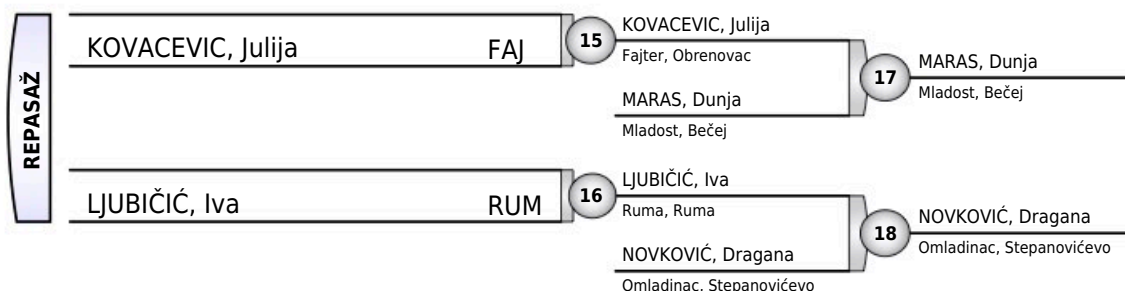 REPASAŽ
KOVACEVIC, Julija FAJ
15
KOVACEVIC, Julija
Fajter, Obrenovac
MARAS, Dunja
Mladost, Bečej
17
MARAS, Dunja
Mladost, Bečej
LJUBIČIĆ, Iva RUM
16
LJUBIČIĆ, Iva
Ruma, Ruma
NOVKOVIĆ, Dragana
Omladinac, Stepanovićevo
18
NOVKOVIĆ, Dragana
Omladinac, Stepanovićevo